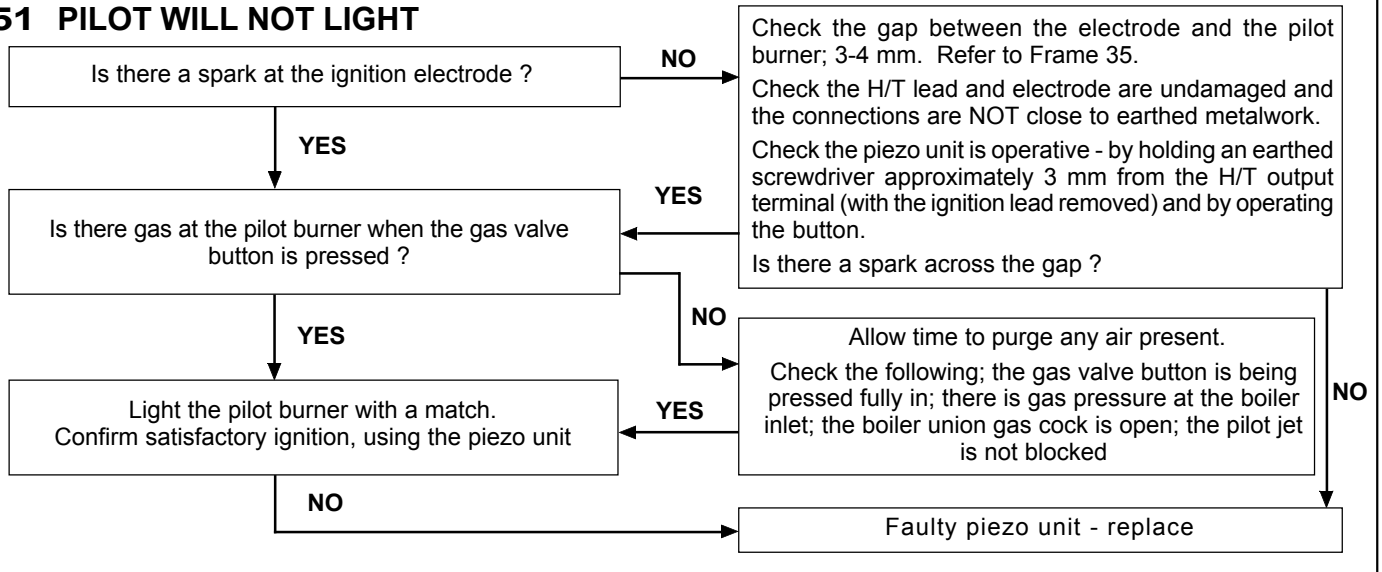 51 PILOT WILL NOT LIGHT
Is there a spark at the ignition electrode ?
NO
Check the gap between the electrode and the pilot
burner; 3-4 mm. Refer to Frame 35.
Check the H/T lead and electrode are undamaged and
the connections are NOT close to earthed metalwork.
Check the piezo unit is operative - by holding an earthed
screwdriver approximately 3 mm from the H/T output
terminal (with the ignition lead removed) and by operating
the button.
Is there a spark across the gap ?
YES
YES
Is there gas at the pilot burner when the gas valve
button is pressed ?
NO
YES
Allow time to purge any air present.
Check the following; the gas valve button is being
pressed fully in; there is gas pressure at the boiler
inlet; the boiler union gas cock is open; the pilot jet
is not blocked
NO
YES
Light the pilot burner with a match.
Confirm satisfactory ignition, using the piezo unit
NO
Faulty piezo unit - replace